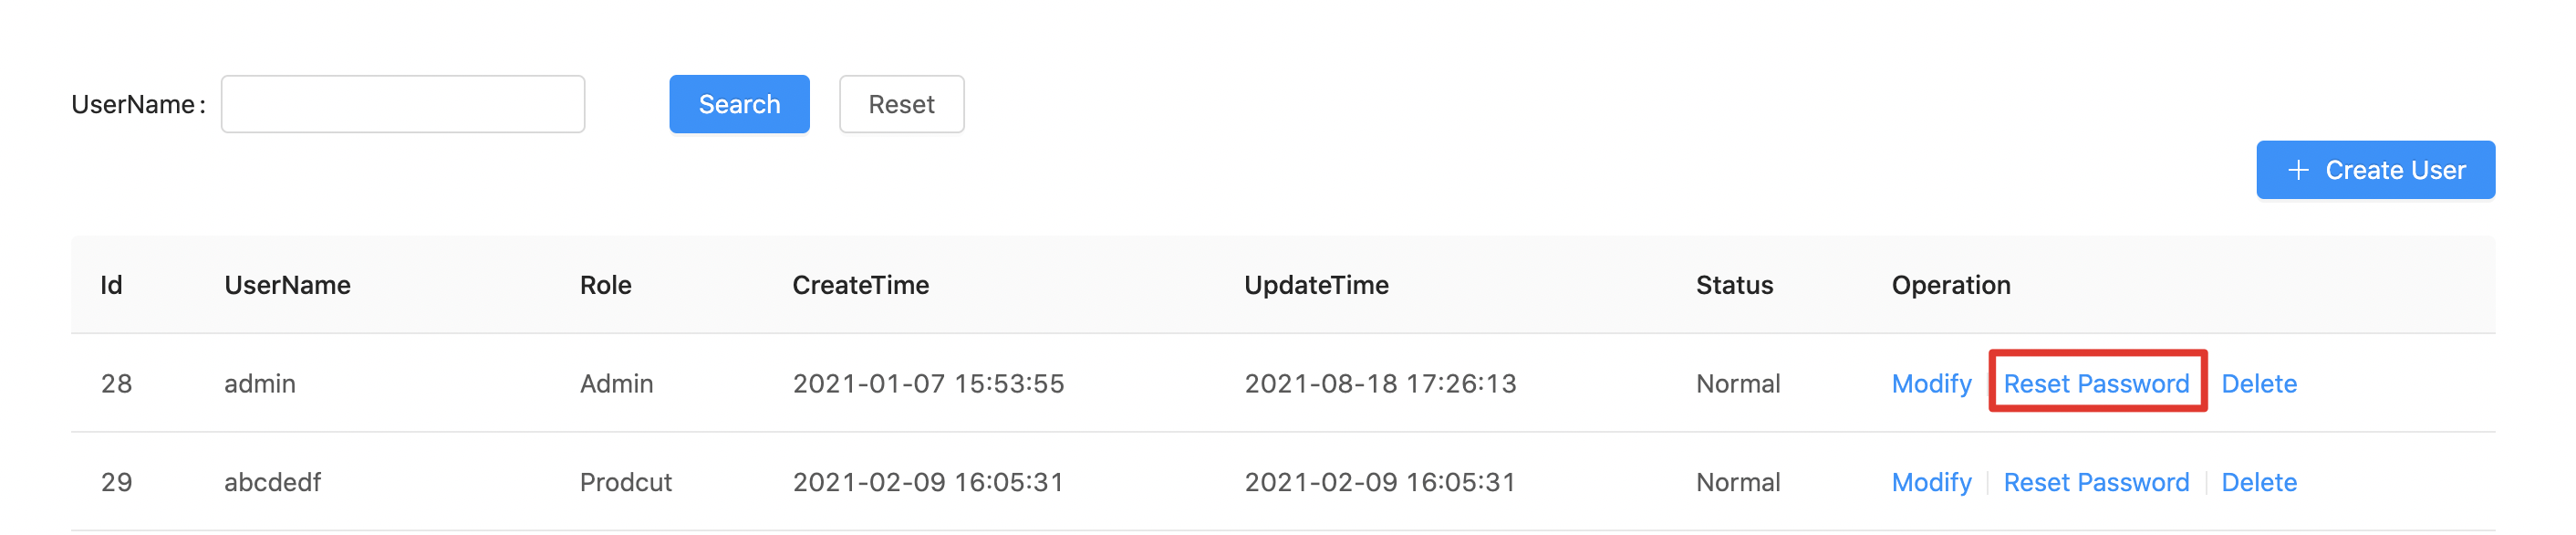 UserName: Search Reset
+ Create User
Id UserName Role CreateTime UpdateTime Status Operation
28 admin Admin 2021-01-07 15:53:55 2021-08-18 17:26:13 Normal Modify Reset Password Delete
29 abcdedf Prodcut 2021-02-09 16:05:31 2021-02-09 16:05:31 Normal Modify Reset Password Delete